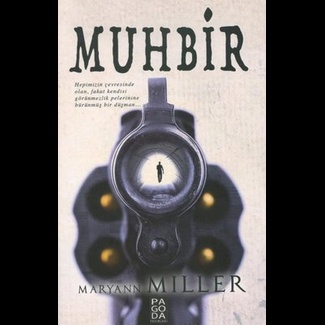 MUHBİR
Hepimizin çevresinde
olan, fakat kendisi
görünmezlik pelerinine
bürünmüş bir düşman...
MARYANN MILLER
PA
GO
DA